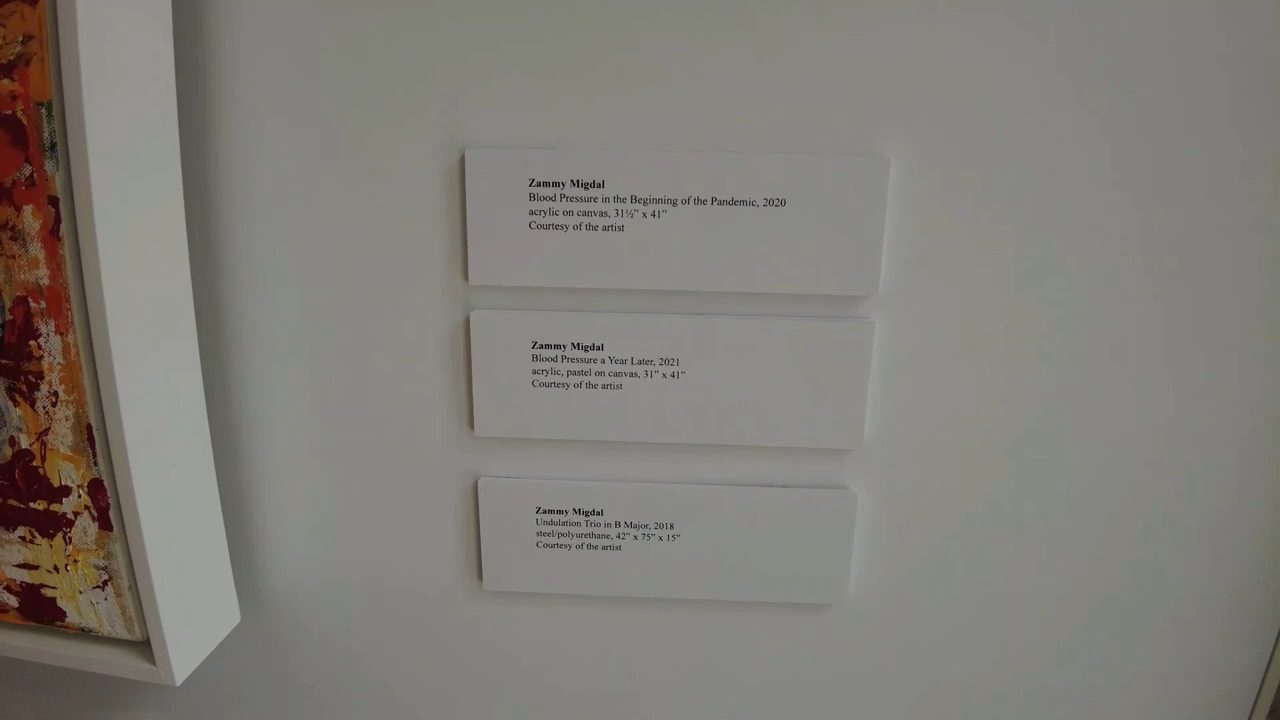 Zammy Migdal
Blood Pressure in the Beginning of the Pandemic, 2020
acrylic on canvas, 31½” x 41”
Courtesy of the artist
Zammy Migdal
Blood Pressure a Year Later, 2021
acrylic, pastel on canvas, 31” x 41”
Courtesy of the artist
Zammy Migdal
Undulation Trio in B Major, 2018
steel/polyurethane, 42” x 75” x 15”
Courtesy of the artist